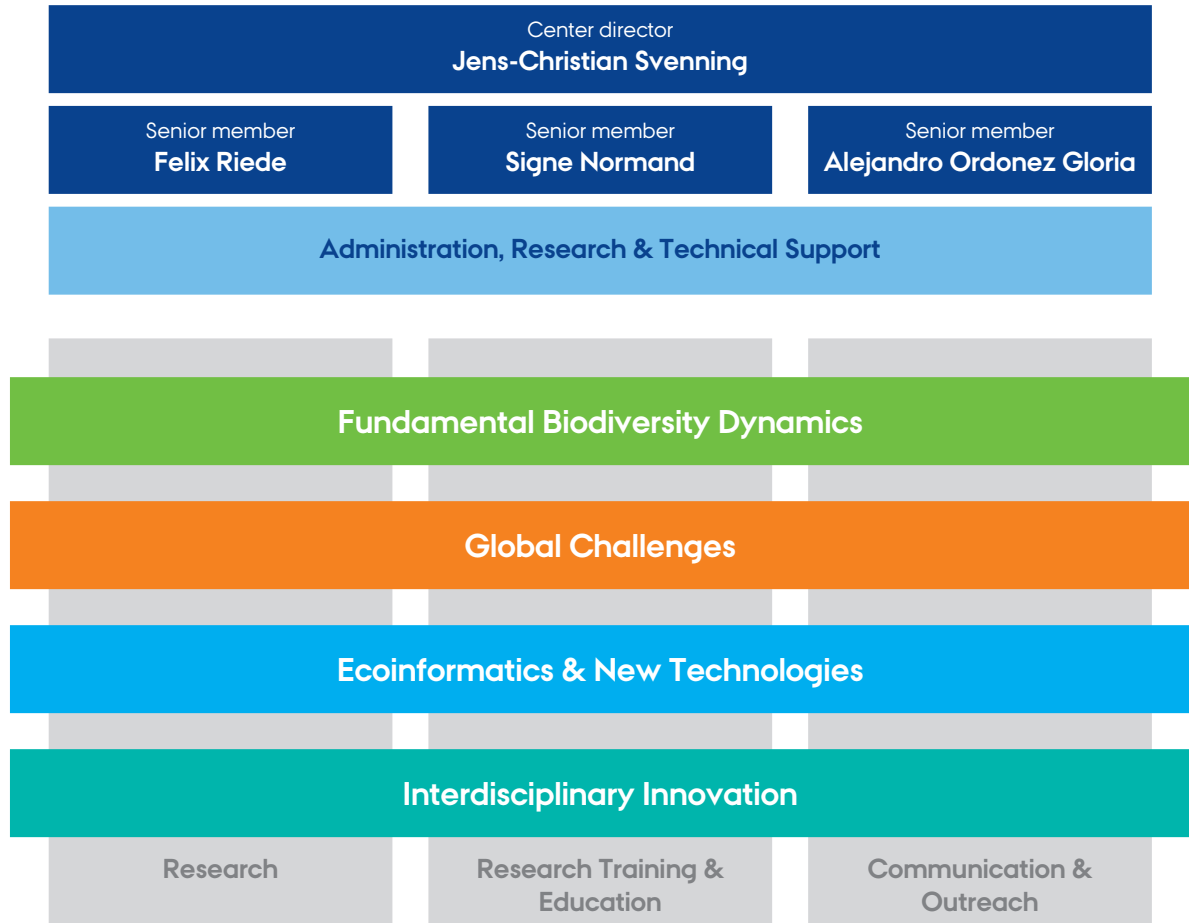 Center director
Jens-Christian Svenning
Senior member
Felix Riede
Senior member
Signe Normand
Senior member
Alejandro Ordonez Gloria
Administration, Research & Technical Support
Fundamental Biodiversity Dynamics
Global Challenges
Ecoinformatics & New Technologies
Interdisciplinary Innovation
Research
Research Training &
Education
Communication &
Outreach